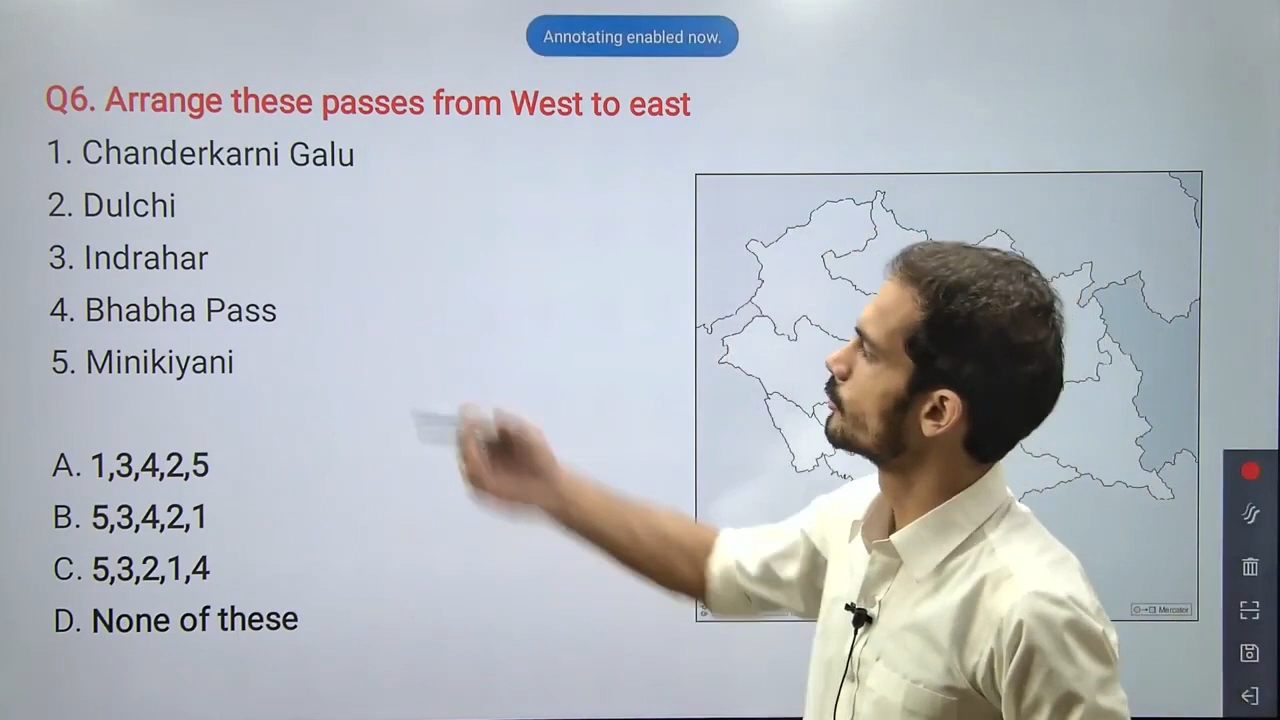 Annotating enabled now.
Q6. Arrange these passes from West to east
1. Chanderkarni Galu
2. Dulchi
3. Indrahar
4. Bhabha Pass
5. Minikiyani
A. 1,3,4,2,5
B. 5,3,4,2,1
C. 5,3,2,1,4
D. None of these
Mercator